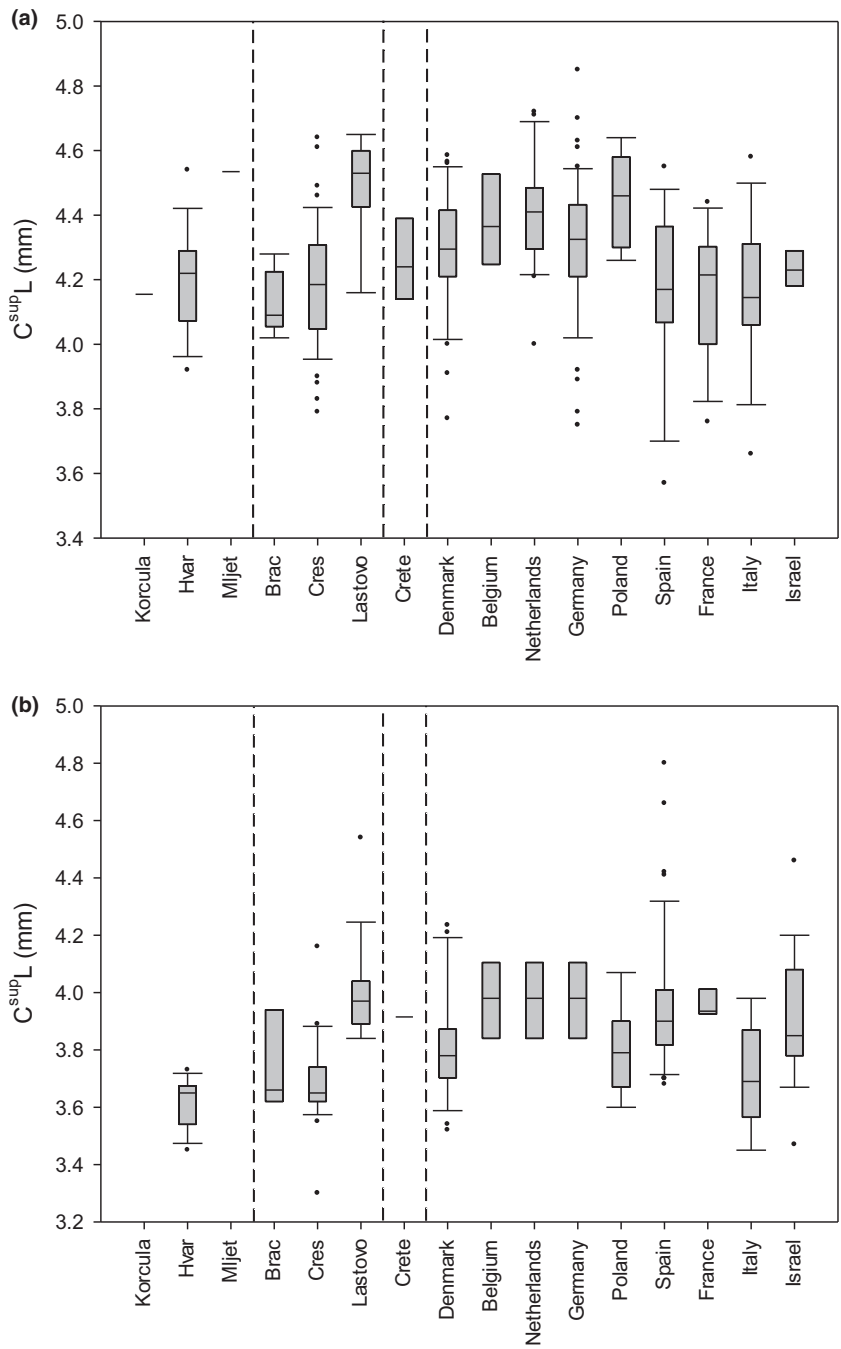 (a)
5.0
4.8
4.6
4.4
4.2
4.0
3.8
3.6
3.4
CsupL (mm)
Korcula
Hvar
Mljet
Brac
Cres
Lastovo
Crete
Denmark
Belgium
Netherlands
Germany
Poland
Spain
France
Italy
Israel
(b)
5.0
4.8
4.6
4.4
4.2
4.0
3.8
3.6
3.4
3.2
CsupL (mm)
Korcula
Hvar
Mljet
Brac
Cres
Lastovo
Crete
Denmark
Belgium
Netherlands
Germany
Poland
Spain
France
Italy
Israel